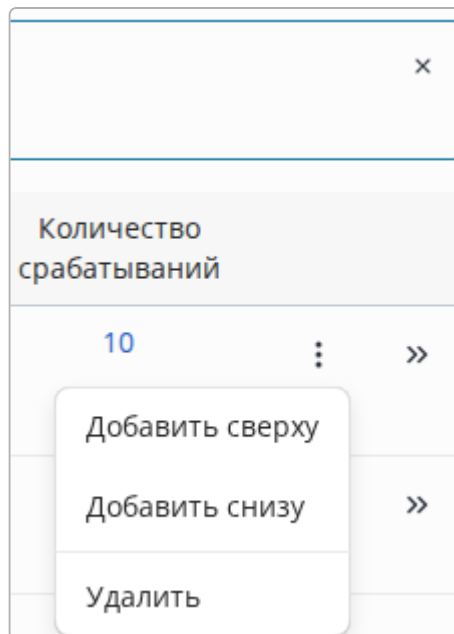 Количество
срабатываний
10
Добавить сверху
Добавить снизу
Удалить